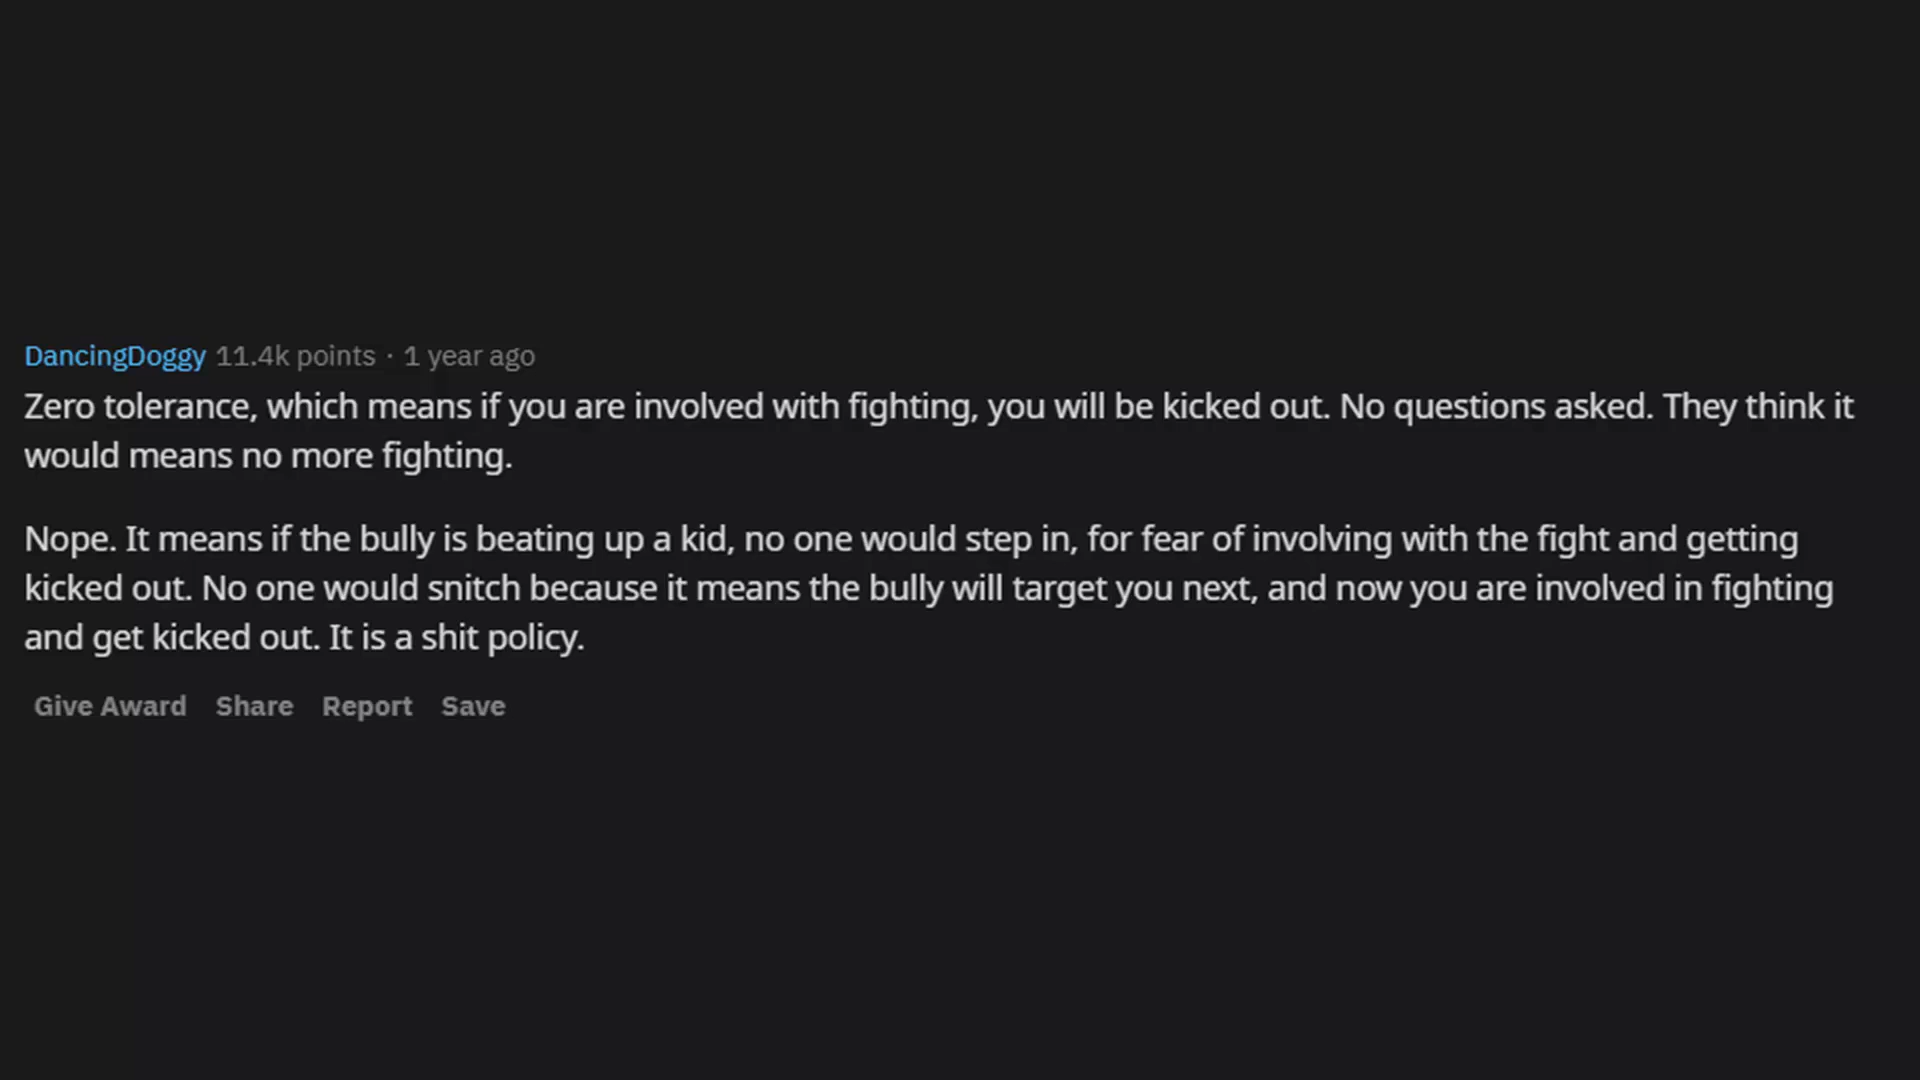 DancingDoggy 11.4k points · 1 year ago
Zero tolerance, which means if you are involved with fighting, you will be kicked out. No questions asked. They think it
would means no more fighting.
Nope. It means if the bully is beating up a kid, no one would step in, for fear of involving with the fight and getting
kicked out. No one would snitch because it means the bully will target you next, and now you are involved in fighting
and get kicked out. It is a shit policy.
Give Award Share Report Save